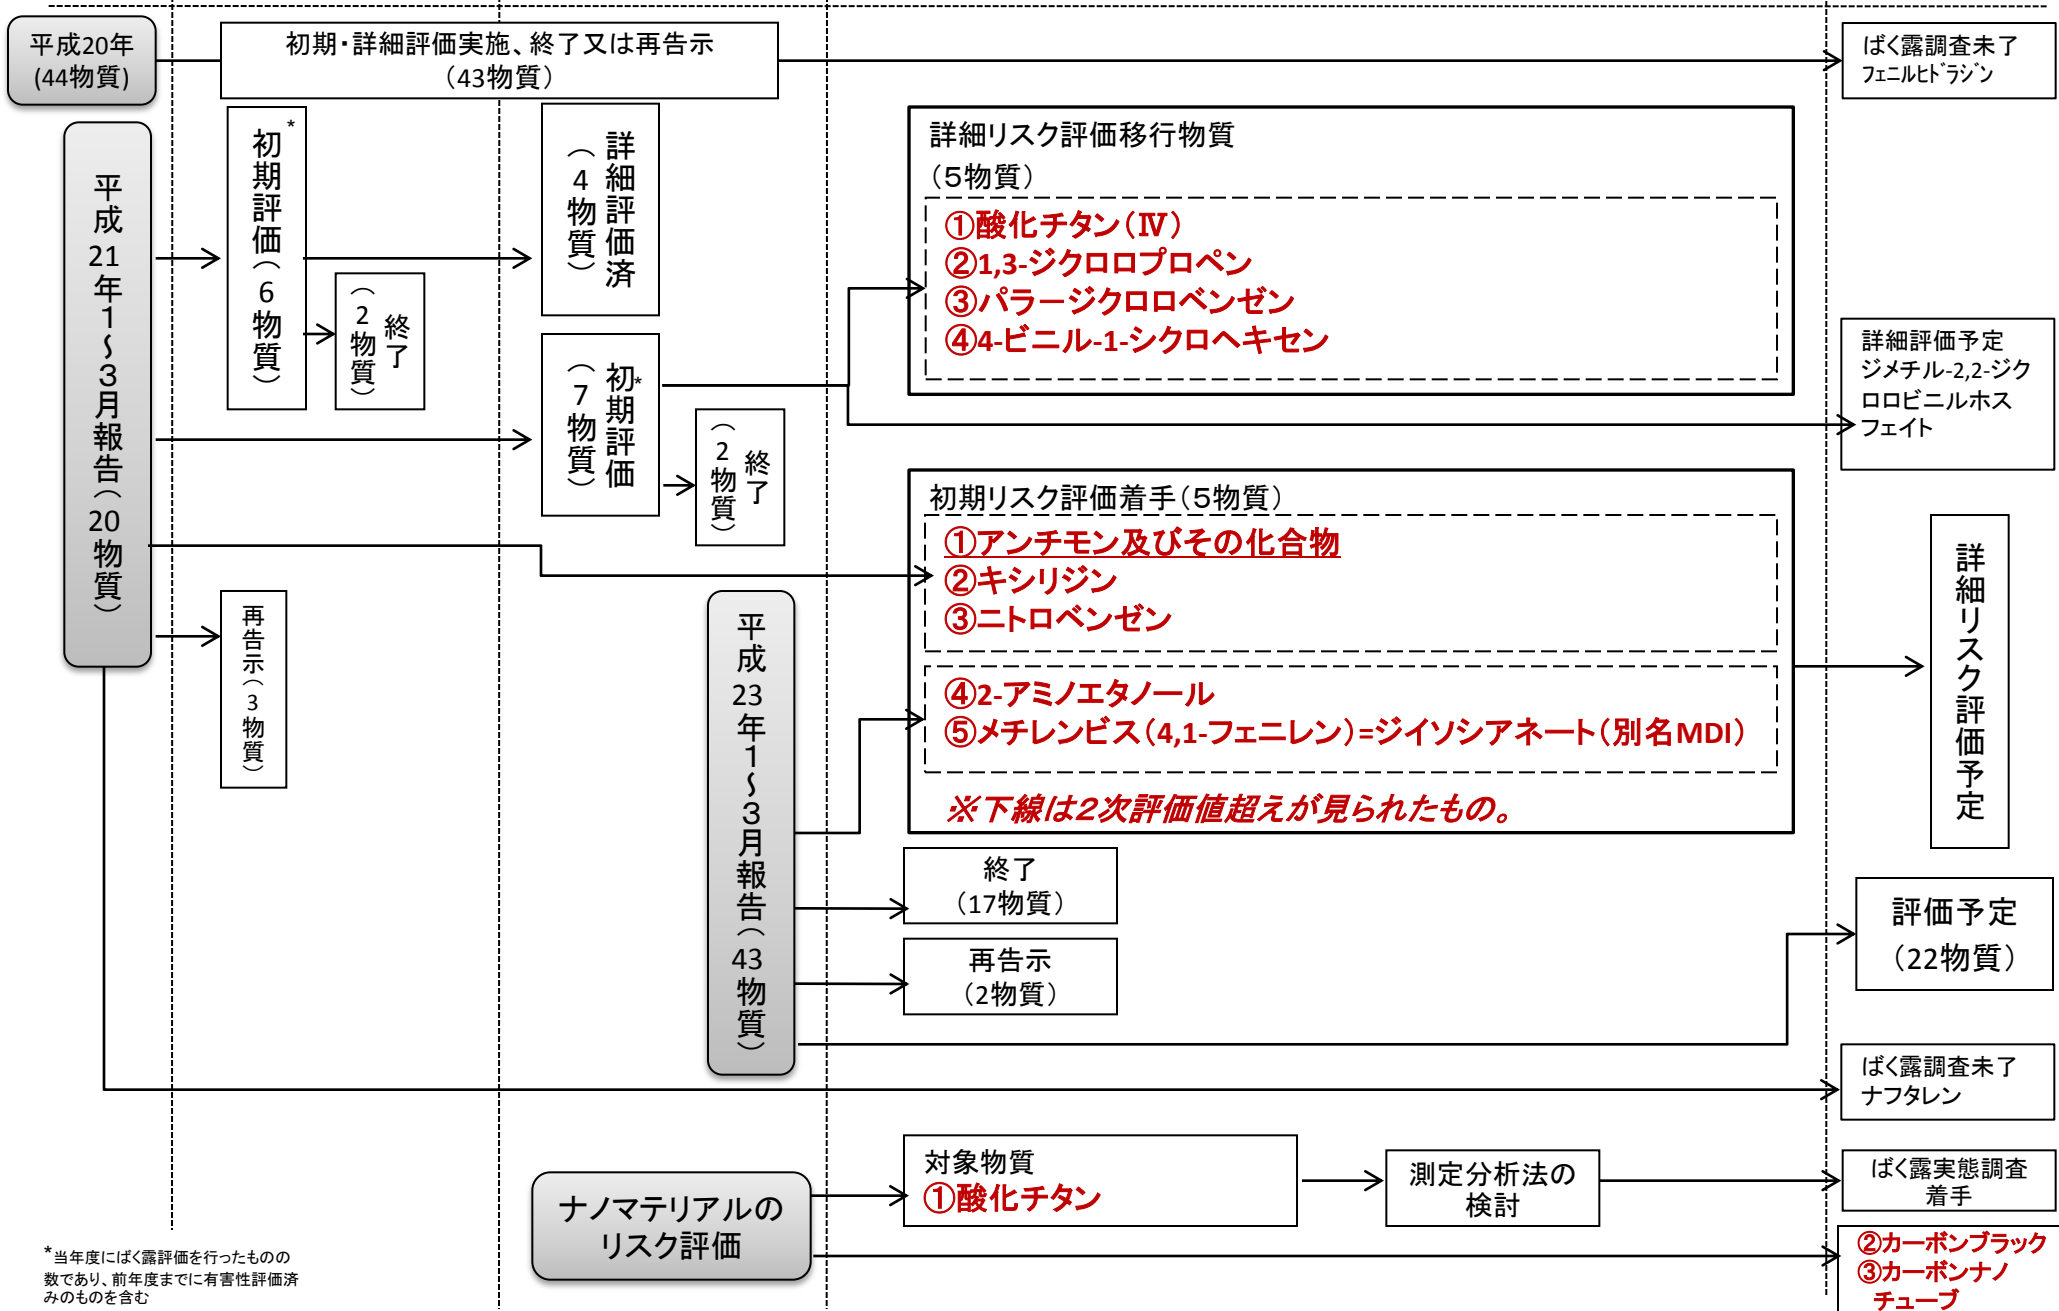 平成20年
(44物質)
初期・詳細評価実施、終了又は再告示
（43物質）
ばく露調査未了
フェニルヒドラジン
平成21年1～3月報告（20物質）
初期評価（6物質）
*
終了
（2物質）
詳細評価済
（4物質）
初期評価
*
（7物質）
終了
（2物質）
再告示（3物質）
詳細リスク評価移行物質
（5物質）
①酸化チタン（Ⅳ）
②1,3-ジクロロプロペン
③パラージクロロベンゼン
④4-ビニル-1-シクロヘキセン
詳細評価予定
ジメチル-2,2-ジク
ロロビニルホス
フェイト
初期リスク評価着手（5物質）
①アンチモン及びその化合物
②キシリジン
③ニトロベンゼン
④2-アミノエタノール
⑤メチレンビス（4,1-フェニレン）=ジイソシアネート（別名MDI）
※下線は2次評価値超えが見られたもの。
詳細リスク評価予定
平成23年1～3月報告（43物質）
終了
（17物質）
再告示
（2物質）
評価予定
（22物質）
ばく露調査未了
ナフタレン
ナノマテリアルの
リスク評価
対象物質
①酸化チタン
測定分析法の
検討
ばく露実態調査
着手
②カーボンブラック
③カーボンナノ
チューブ
*当年度にばく露評価を行ったものの
数であり、前年度までに有害性評価済
みのものを含む